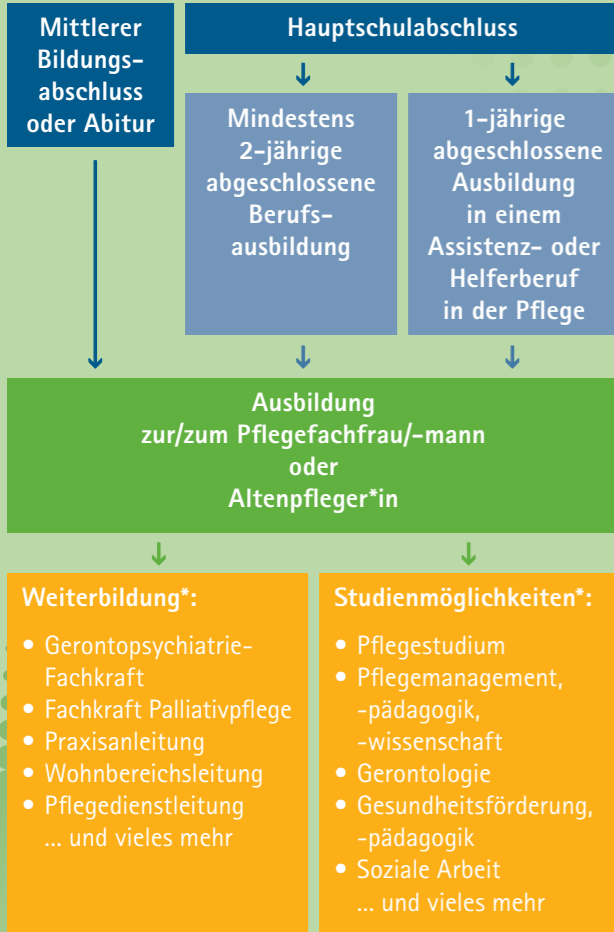 Mittlerer
Bildungs-
abschluss
oder Abitur
Hauptschulabschluss
Mindestens
2-jährige
abgeschlossene
Berufs-
ausbildung
1-jährige
abgeschlossene
Ausbildung
in einem
Assistenz- oder
Helferberuf
in der Pflege
Ausbildung
zur/zum Pflegefachfrau/-mann
oder
Altenpfleger*in
Weiterbildung*:
• Gerontopsychiatrie-
Fachkraft
• Fachkraft Palliativpflege
• Praxisanleitung
• Wohnbereichsleitung
• Pflegedienstleitung
... und vieles mehr
Studienmöglichkeiten*:
• Pflegestudium
• Pflegemanagement,
-pädagogik,
-wissenschaft
• Gerontologie
• Gesundheitsförderung,
-pädagogik
• Soziale Arbeit
... und vieles mehr